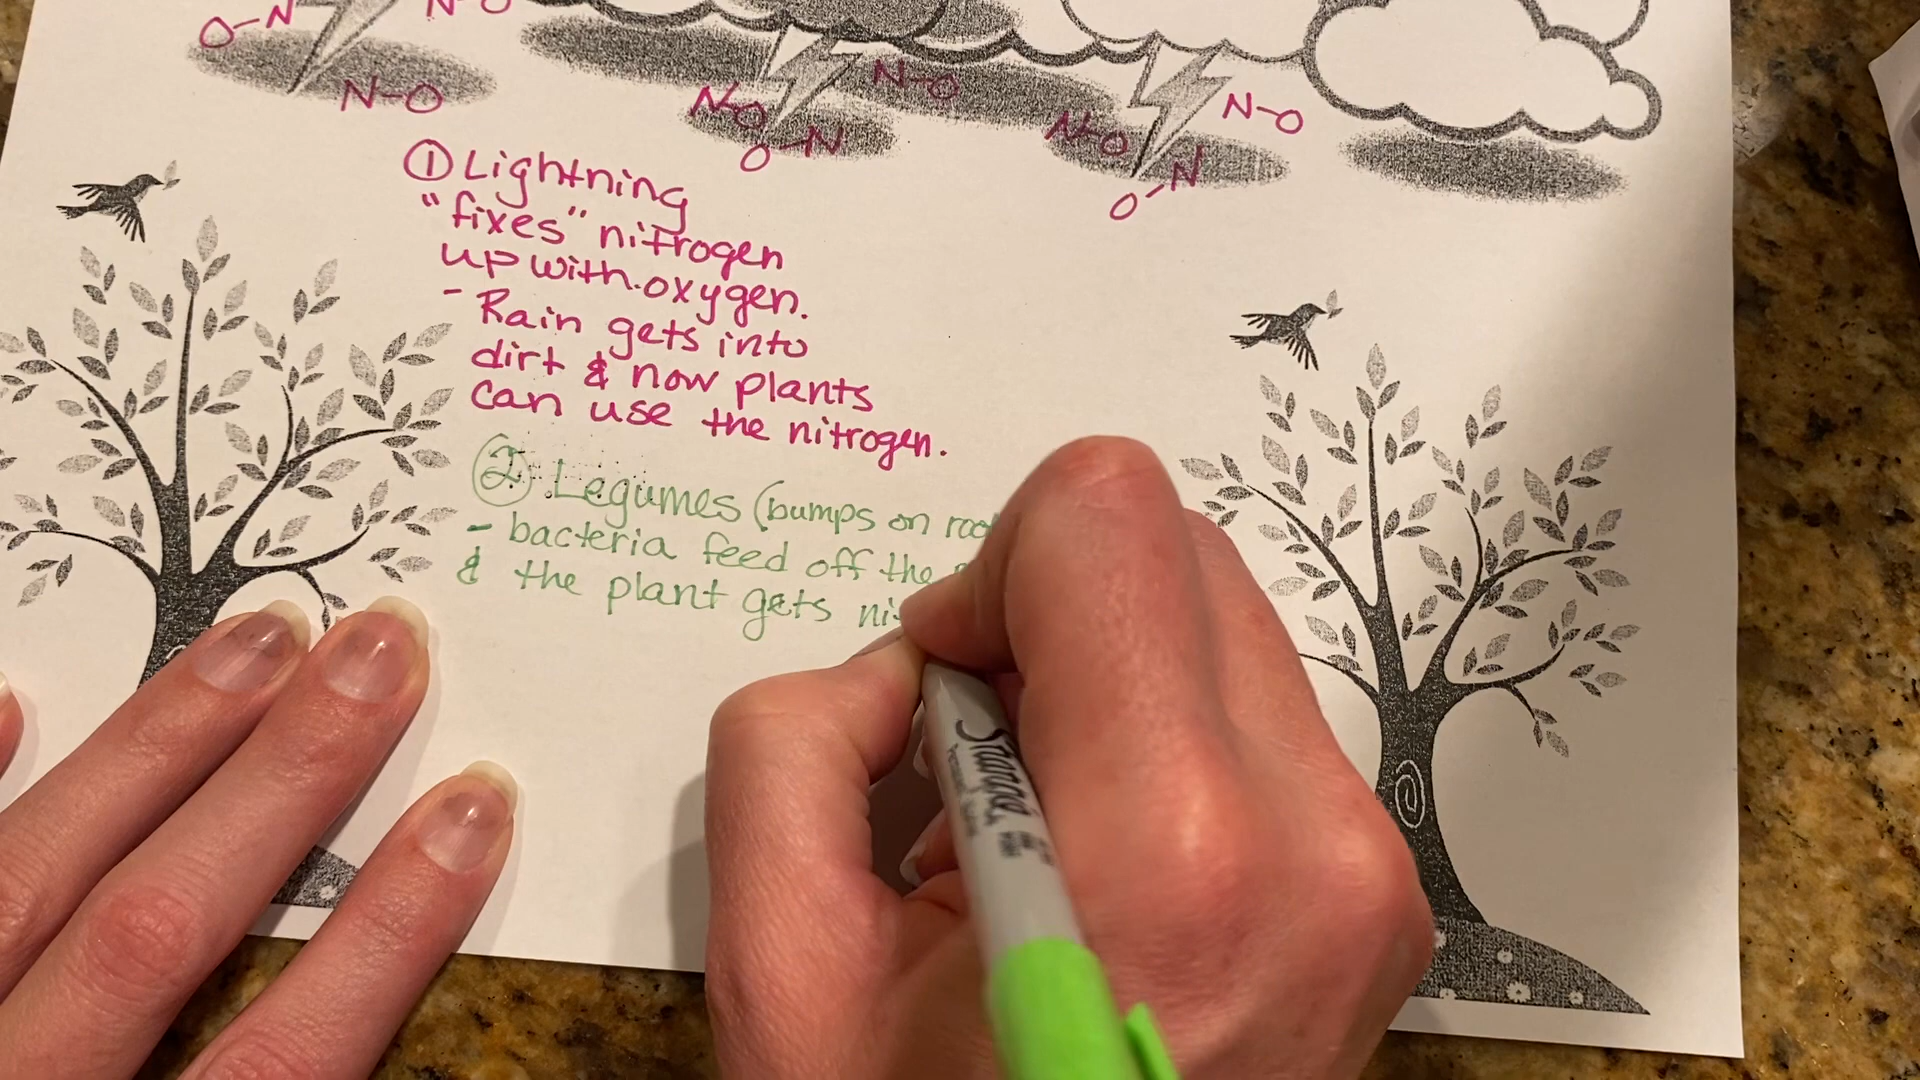 O-N N-O
N-O
N-O N-O
O-N
N-O N-O
O-N
① Lightning
"fixes" nitrogen
up with oxygen.
- Rain gets into
dirt & now plants
can use the nitrogen.
② Legumes (bumps on
- bacteria feed off the
& the plant gets